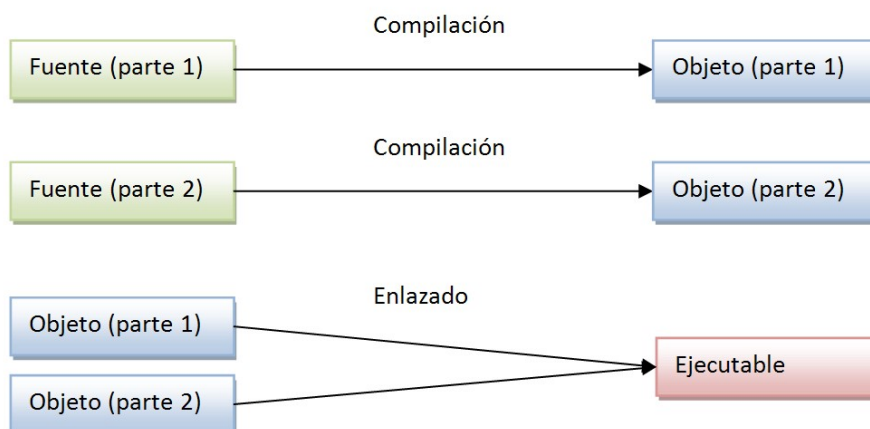 Compilación
Fuente (parte 1)
Objeto (parte 1)
Compilación
Fuente (parte 2)
Objeto (parte 2)
Enlazado
Objeto (parte 1)
Ejecutable
Objeto (parte 2)